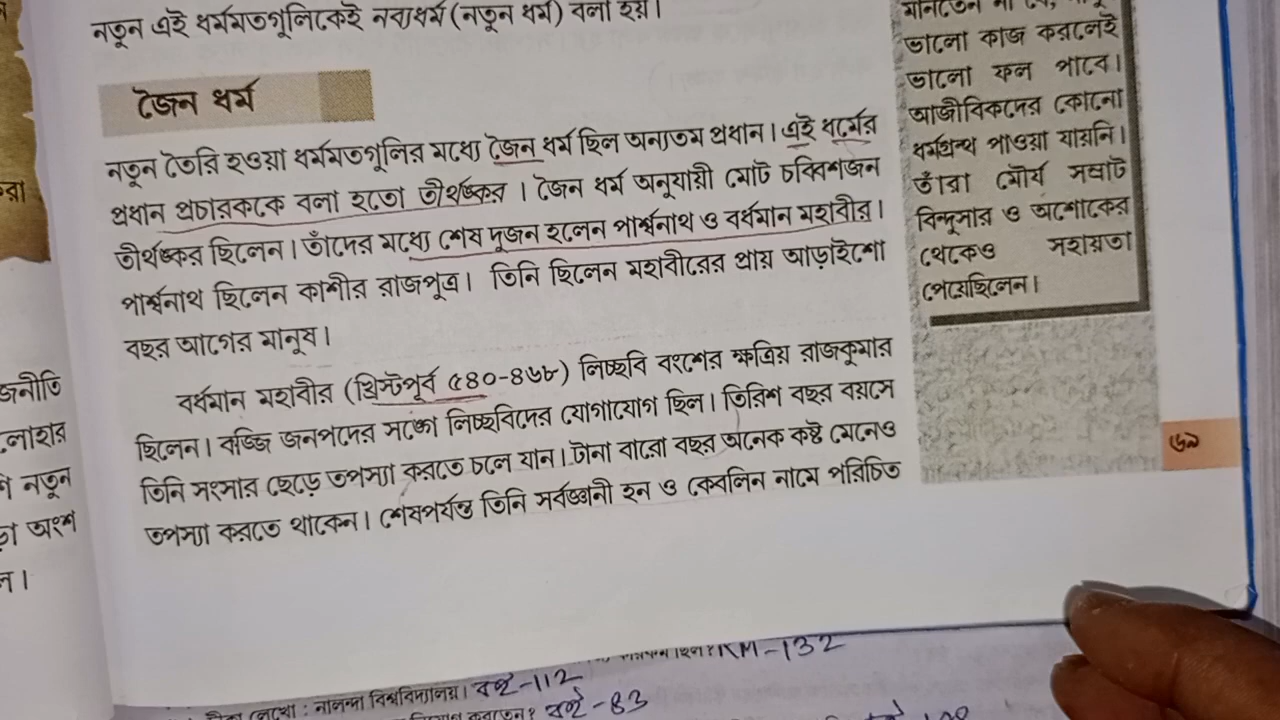 নতুন এই ধর্মমতগুলিকেই নব্যধর্ম (নতুন ধর্ম) বলা হয়।
জৈন ধর্ম
নতুন তৈরি হওয়া ধর্মমতগুলির মধ্যে জৈন ধর্ম ছিল অন্যতম প্রধান। এই ধর্মের
প্রধান প্রচারককে বলা হতো তীর্থঙ্কর। জৈন ধর্ম অনুযায়ী মোট চব্বিশজন
তীর্থঙ্কর ছিলেন। তাঁদের মধ্যে শেষ দুজন হলেন পার্শ্বনাথ ও বর্ধমান মহাবীর।
পার্শ্বনাথ ছিলেন কাশীর রাজপুত্র। তিনি ছিলেন মহাবীরের প্রায় আড়াইশো
বছর আগের মানুষ।
বর্ধমান মহাবীর (খ্রিস্টপূর্ব ৫৪০-৪৬৮) লিচ্ছবি বংশের ক্ষত্রিয় রাজকুমার
ছিলেন। বজ্জি জনপদের সঙ্গে লিচ্ছবিদের যোগাযোগ ছিল। তিরিশ বছর বয়সে
তিনি সংসার ছেড়ে তপস্যা করতে চলে যান। টানা বারো বছর অনেক কষ্ট মেনেও
তপস্যা করতে থাকেন। শেষপর্যন্ত তিনি সর্বজ্ঞানী হন ও কেবলিন নামে পরিচিত
ভালো কাজ করলেই
ভালো ফল পাবে।
আজীবিকদের কোনো
ধর্মগ্রন্থ পাওয়া যায়নি।
তাঁরা মৌর্য সম্রাট
বিন্দুসার ও অশোকের
থেকেও সহায়তা
পেয়েছিলেন।
৬৯
জনীতি
লোহার
নতুন
অংশ
-132
লেখো : নালন্দা বিশ্ববিদ্যালয়। বই-112
বই-83